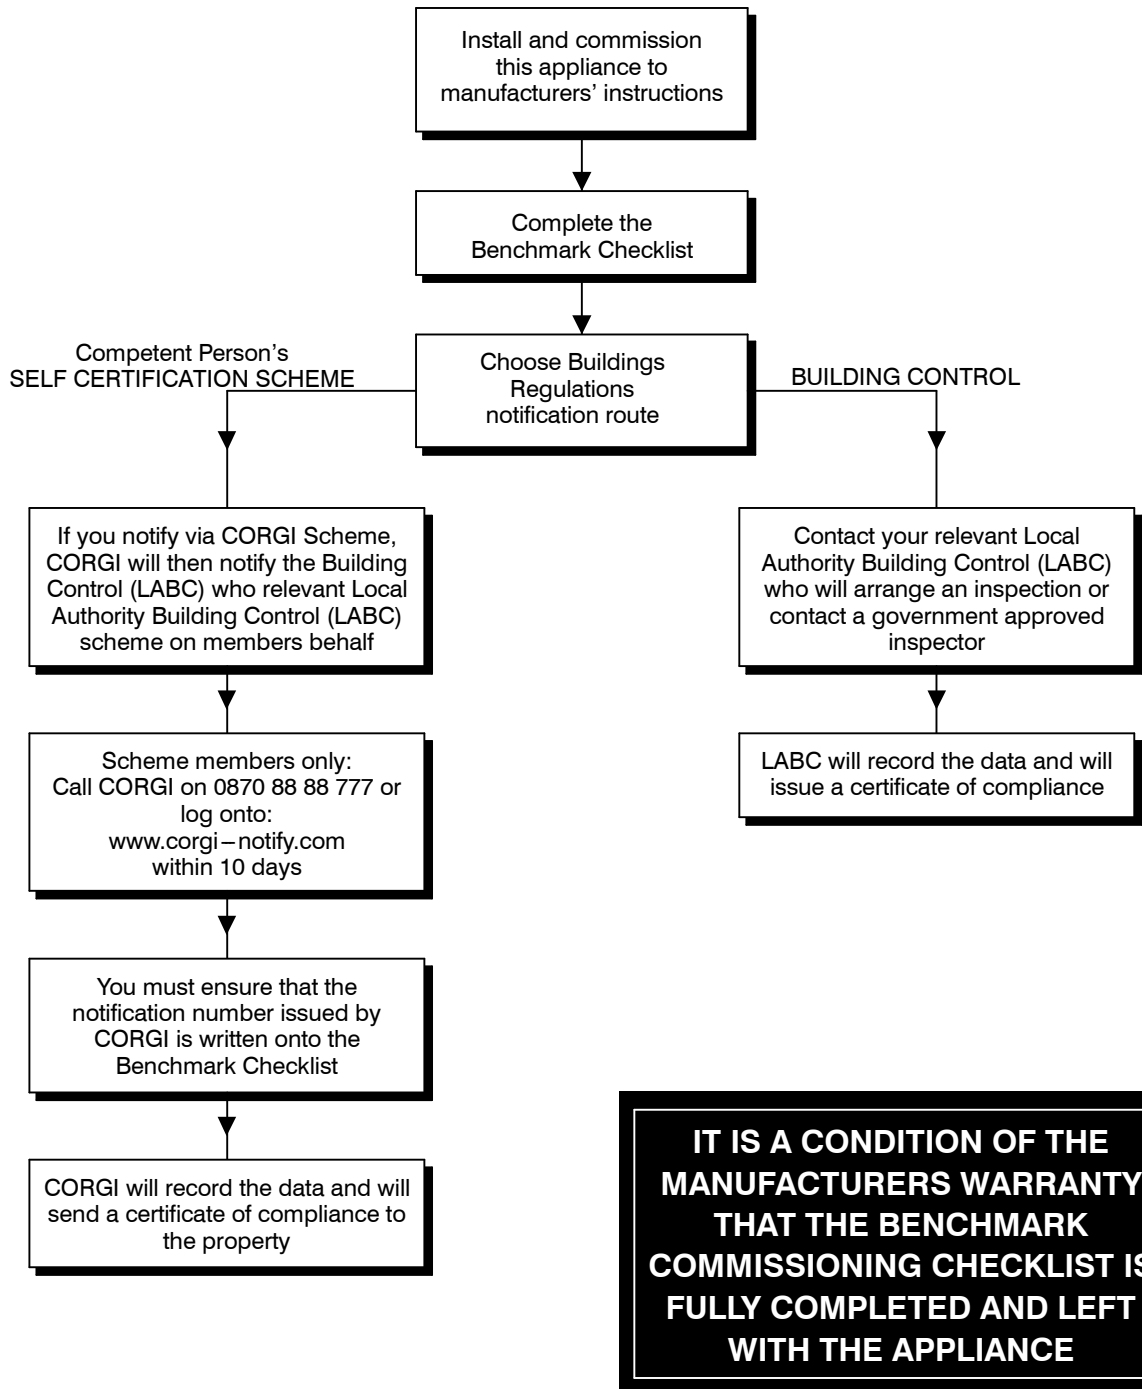 Install and commission
this appliance to
manufacturers’ instructions
Complete the
Benchmark Checklist
Choose Buildings
Regulations
notification route
Competent Person’s
SELF CERTIFICATION SCHEME
BUILDING CONTROL
If you notify via CORGI Scheme,
CORGI will then notify the Building
Control (LABC) who relevant Local
Authority Building Control (LABC)
scheme on members behalf
Scheme members only:
Call CORGI on 0870 88 88 777 or
log onto:
www.corgi–notify.com
within 10 days
You must ensure that the
notification number issued by
CORGI is written onto the
Benchmark Checklist
CORGI will record the data and will
send a certificate of compliance to
the property
Contact your relevant Local
Authority Building Control (LABC)
who will arrange an inspection or
contact a government approved
inspector
LABC will record the data and will
issue a certificate of compliance
IT IS A CONDITION OF THE
MANUFACTURERS WARRANTY
THAT THE BENCHMARK
COMMISSIONING CHECKLIST IS
FULLY COMPLETED AND LEFT
WITH THE APPLIANCE